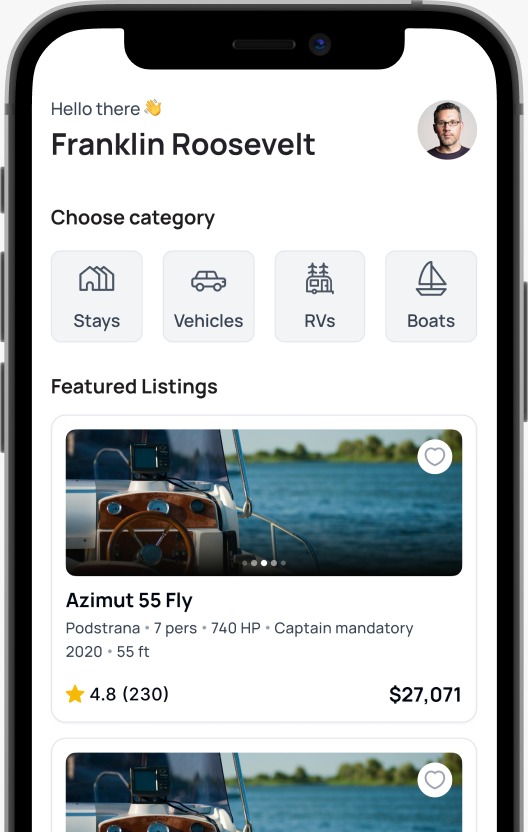 Hello there 👋
Franklin Roosevelt
Choose category
Stays
Vehicles
RVs
Boats
Featured Listings
Azimut 55 Fly
Podstrana • 7 pers • 740 HP • Captain mandatory
2020 • 55 ft
4.8 (230)
$27,071